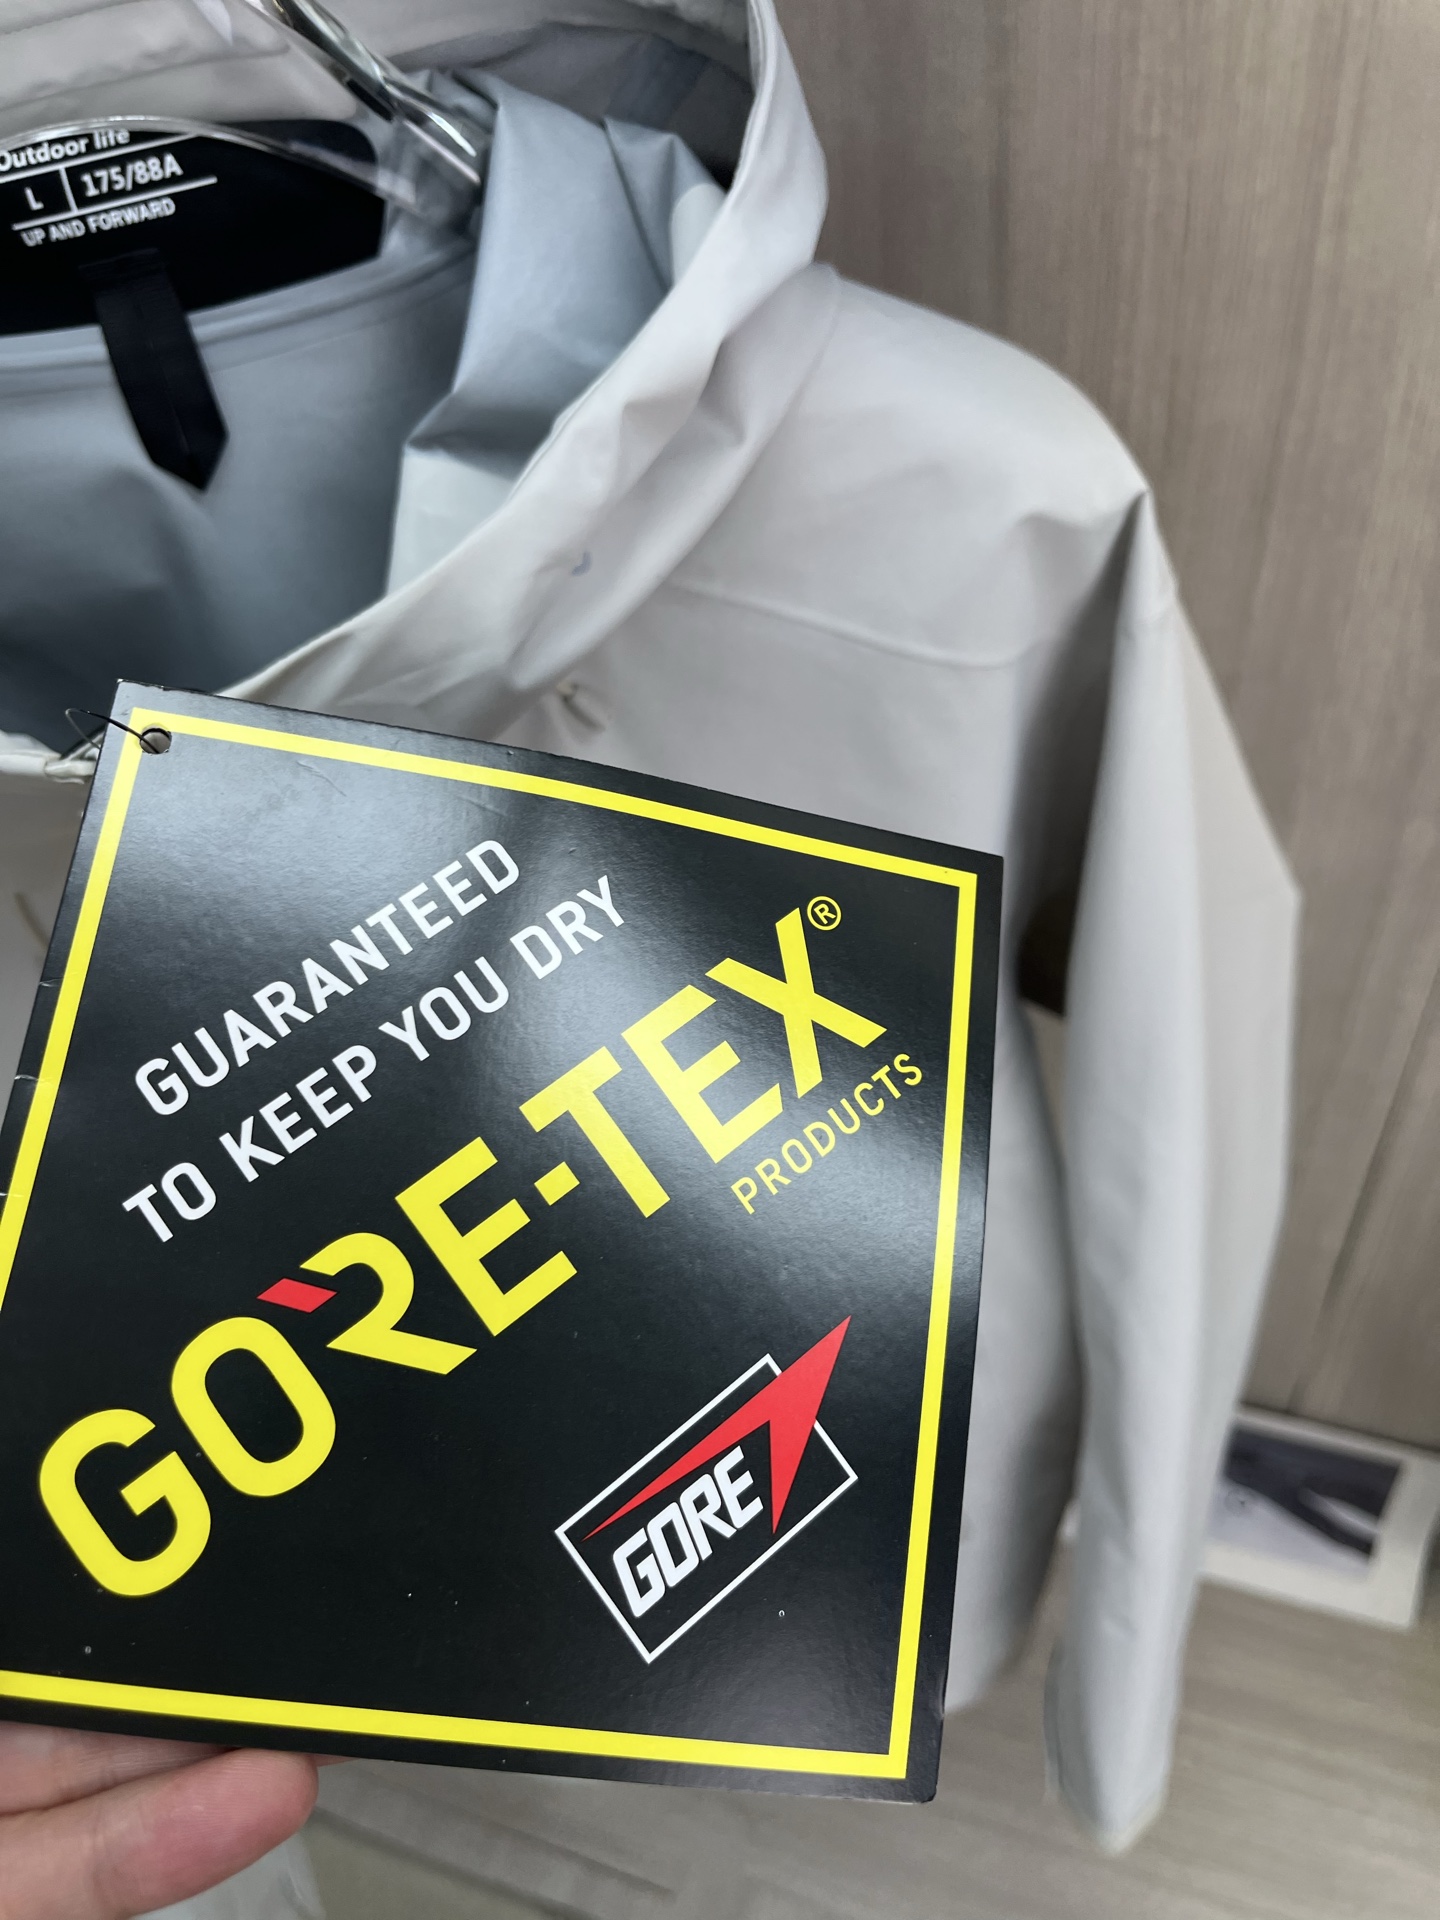 Outdoor life
L 175/88A
UP AND FORWARD
GUARANTEED
TO KEEP YOU DRY
GORE-TEX®
PRODUCTS
GORE